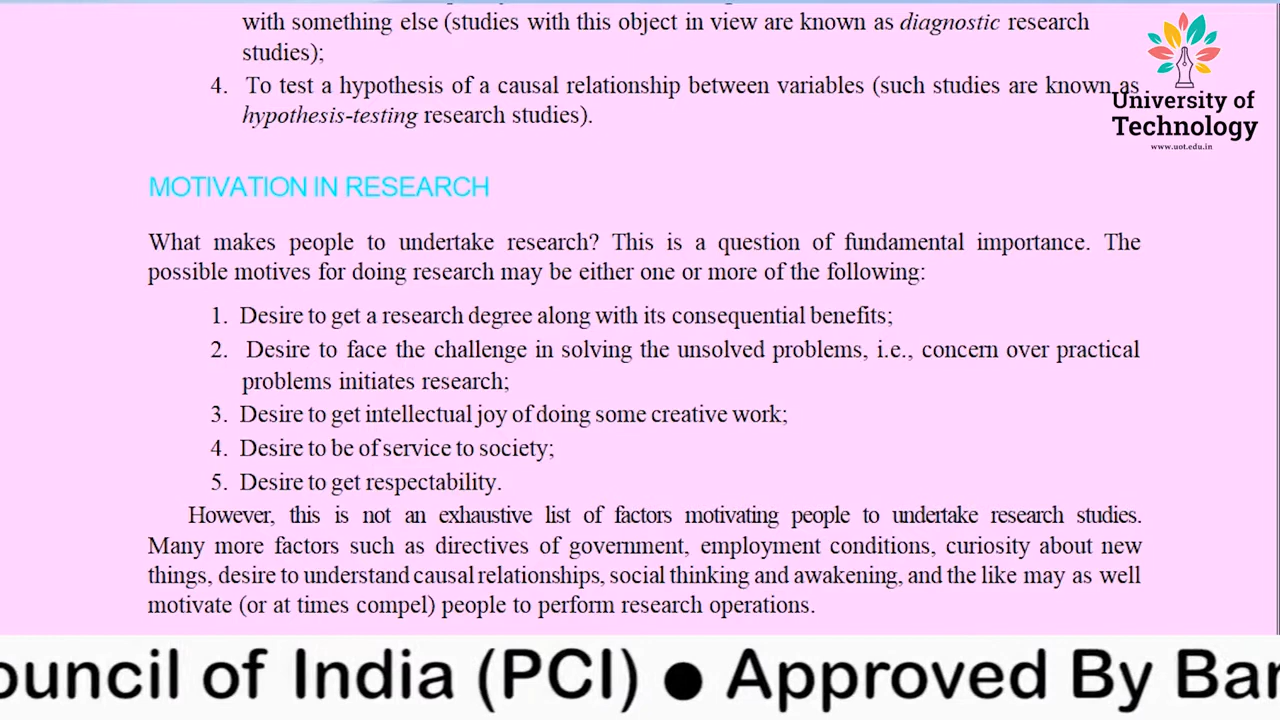 with something else (studies with this object in view are known as diagnostic research
studies);
4. To test a hypothesis of a causal relationship between variables (such studies are known as
hypothesis-testing research studies).
University of
Technology
www.uot.edu.in
MOTIVATION IN RESEARCH
What makes people to undertake research? This is a question of fundamental importance. The
possible motives for doing research may be either one or more of the following:
1. Desire to get a research degree along with its consequential benefits;
2. Desire to face the challenge in solving the unsolved problems, i.e., concern over practical
problems initiates research;
3. Desire to get intellectual joy of doing some creative work;
4. Desire to be of service to society;
5. Desire to get respectability.
However, this is not an exhaustive list of factors motivating people to undertake research studies.
Many more factors such as directives of government, employment conditions, curiosity about new
things, desire to understand causal relationships, social thinking and awakening, and the like may as well
motivate (or at times compel) people to perform research operations.
ouncil of India (PCI) ● Approved By Bar